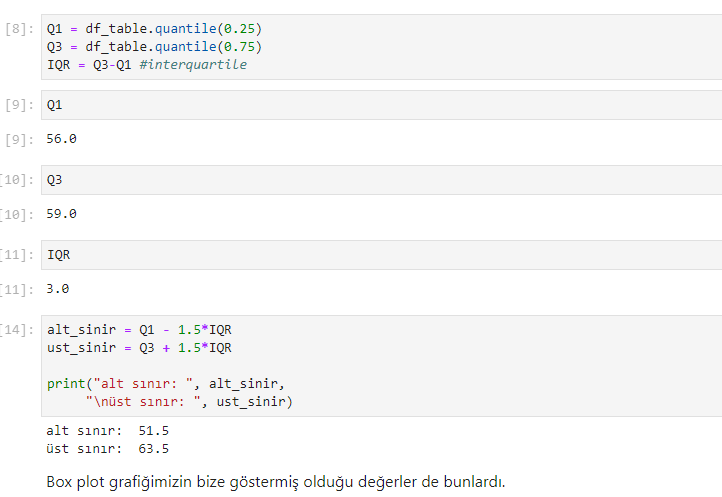 [8]: Q1 = df_table.quantile(0.25)
Q3 = df_table.quantile(0.75)
IQR = Q3-Q1 #interquartile
[9]: Q1
[9]: 56.0
[10]: Q3
[10]: 59.0
[11]: IQR
[11]: 3.0
[14]: alt_sinir = Q1 - 1.5*IQR
ust_sinir = Q3 + 1.5*IQR
print("alt sınır: ", alt_sinir,
"\nüst sınır: ", ust_sinir)
alt sınır:  51.5
üst sınır:  63.5
Box plot grafiğimizin bize göstermiş olduğu değerler de bunlardı.